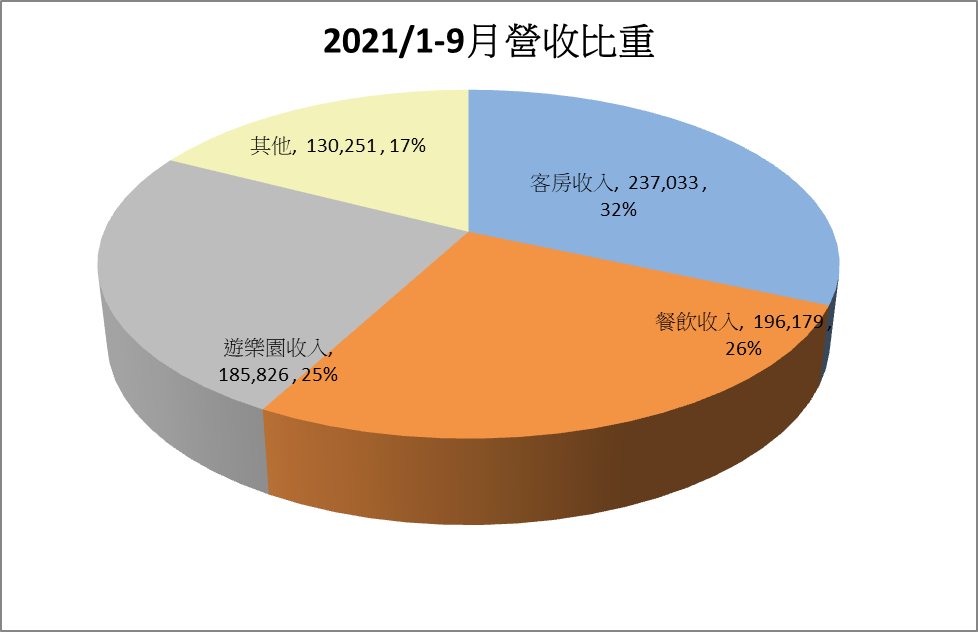 2021/1-9月營收比重
其他, 130,251 , 17%
客房收入, 237,033 ,
32%
餐飲收入, 196,179 ,
26%
遊樂園收入,
185,826 , 25%